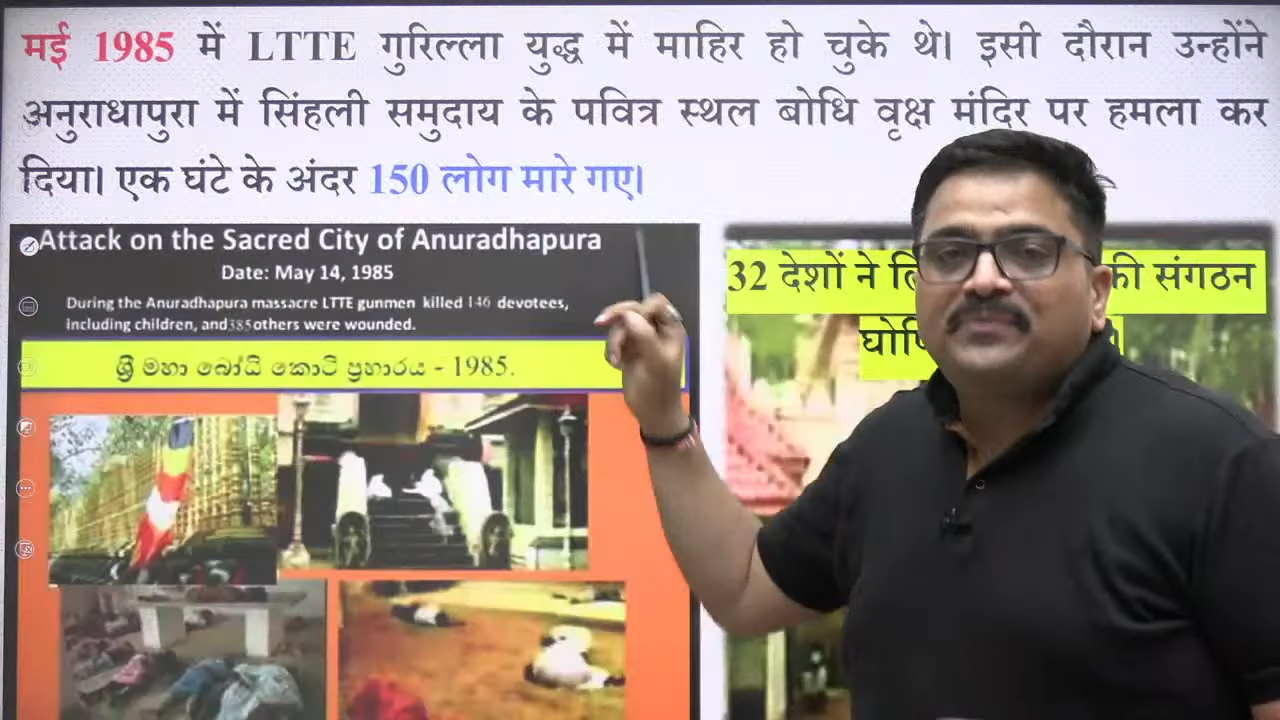 मई 1985 में LTTE गुरिल्ला युद्ध में माहिर हो चुके थे। इसी दौरान उन्होंने
अनुराधापुरा में सिंहली समुदाय के पवित्र स्थल बोधि वृक्ष मंदिर पर हमला कर
दिया। एक घंटे के अंदर 150 लोग मारे गए।
Attack on the Sacred City of Anuradhapura
Date: May 14, 1985
During the Anuradhapura massacre LTTE gunmen killed 146 devotees,
including children, and 385 others were wounded.
ශ්‍රී මහා බෝධි කොටි ප්‍රහාරය - 1985.
32 देशों ने की संगठन